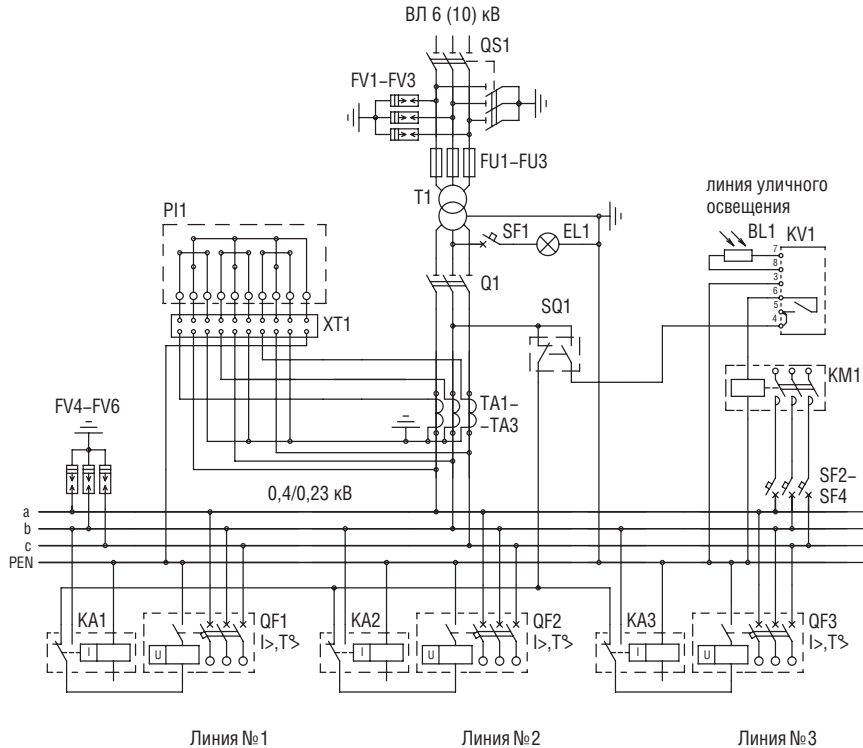 ВЛ 6 (10) кВ
QS1
FV1–FV3
FU1–FU3
T1
линия уличного
освещения
PI1
SF1
EL1
BL1
KV1
7
8
3
6
5
4
Q1
SQ1
XT1
KM1
FV4–FV6
TA1–
–TA3
SF2–
SF4
0,4/0,23 кВ
a
b
c
PEN
KA1
QF1
I>,T
I
U
KA2
QF2
I>,T
I
U
KA3
QF3
I>,T
I
U
Линия №1
Линия №2
Линия №3